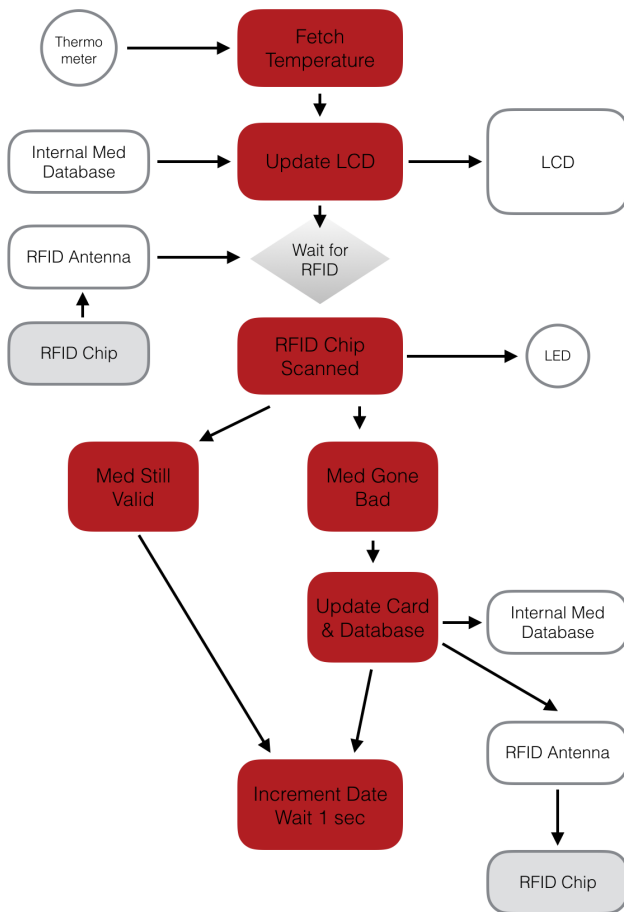 Thermo
meter
Fetch
Temperature
Internal Med
Database
Update LCD
LCD
RFID Antenna
Wait for
RFID
RFID Chip
RFID Chip
Scanned
LED
Med Still
Valid
Med Gone
Bad
Update Card
& Database
Internal Med
Database
RFID Antenna
Increment Date
Wait 1 sec
RFID Chip